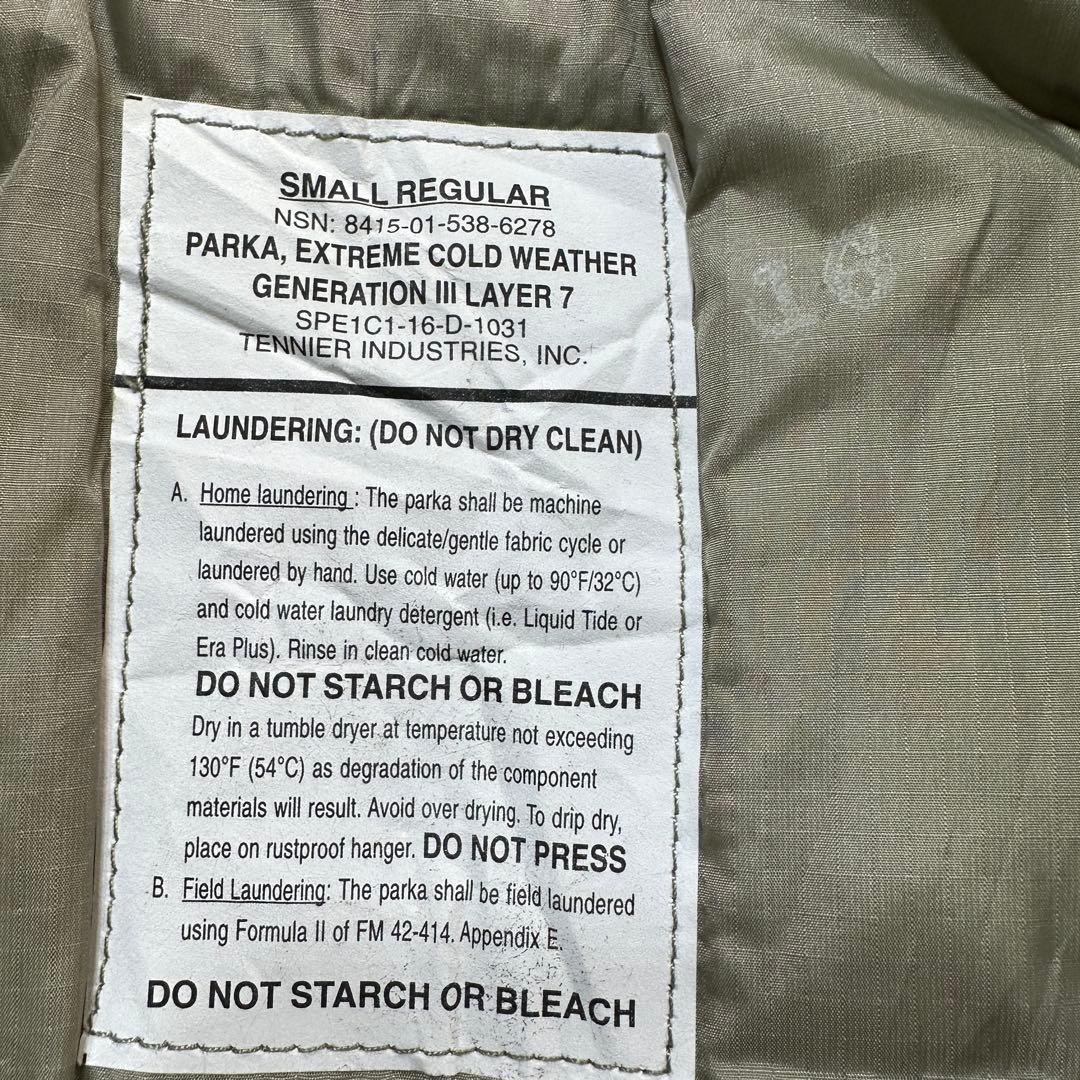 SMALL REGULAR
NSN: 8415-01-538-6278
PARKA, EXTREME COLD WEATHER
GENERATION III LAYER 7
SPE1C1-16-D-1031
TENNIER INDUSTRIES, INC.
LAUNDERING: (DO NOT DRY CLEAN)
A. Home laundering : The parka shall be machine
laundered using the delicate/gentle fabric cycle or
laundered by hand. Use cold water (up to 90°F/32°C)
and cold water laundry detergent (i.e. Liquid Tide or
Era Plus). Rinse in clean cold water.
DO NOT STARCH OR BLEACH
Dry in a tumble dryer at temperature not exceeding
130°F (54°C) as degradation of the component
materials will result. Avoid over drying. To drip dry,
place on rustproof hanger. DO NOT PRESS
B. Field Laundering: The parka shall be field laundered
using Formula II of FM 42-414. Appendix E.
DO NOT STARCH OR BLEACH
16